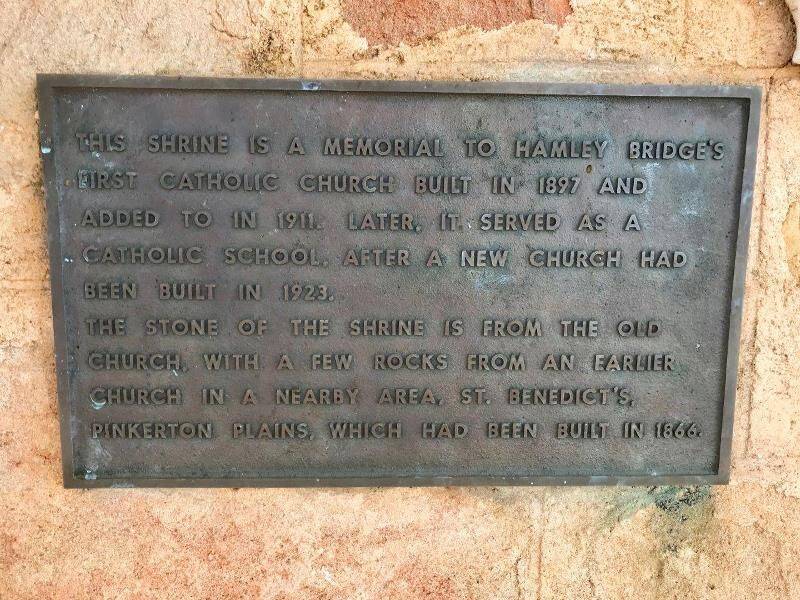 THIS SHRINE IS A MEMORIAL TO HAMLEY BRIDGE'S
FIRST CATHOLIC CHURCH BUILT IN 1897 AND
ADDED TO IN 1911. LATER, IT SERVED AS A
CATHOLIC SCHOOL, AFTER A NEW CHURCH HAD
BEEN BUILT IN 1923.
THE STONE OF THE SHRINE IS FROM THE OLD
CHURCH, WITH A FEW ROCKS FROM AN EARLIER
CHURCH IN A NEARBY AREA, ST. BENEDICT'S,
PINKERTON PLAINS, WHICH HAD BEEN BUILT IN 1866.